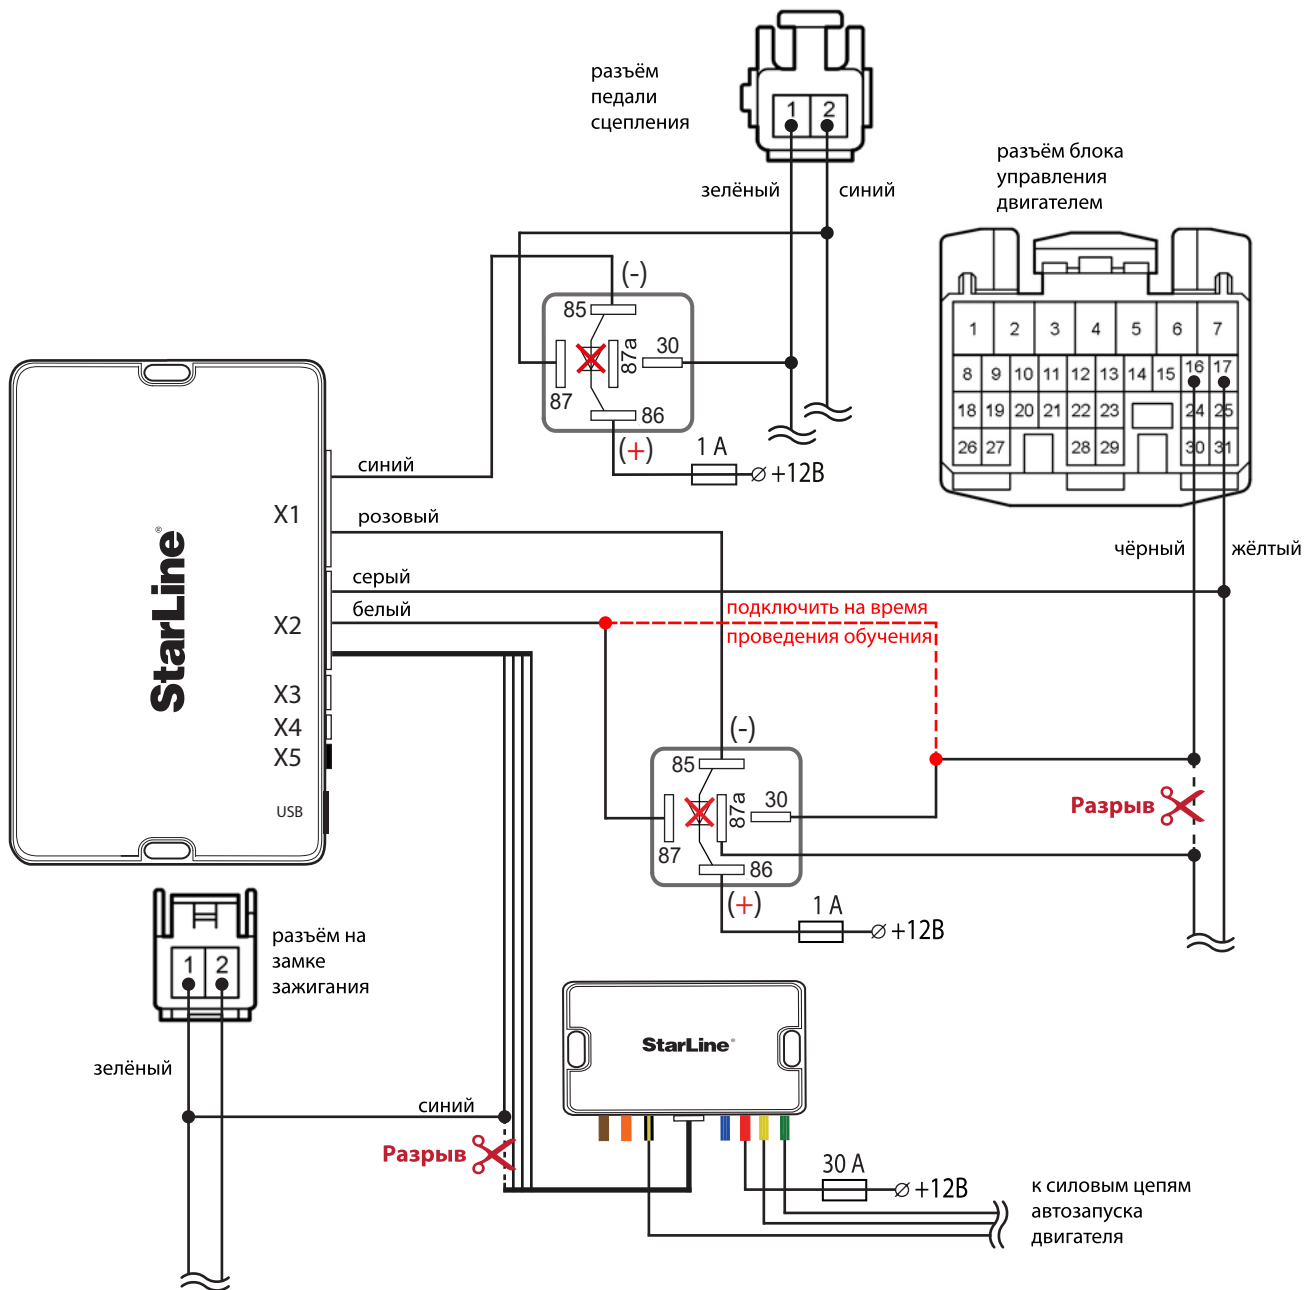 разъём
педали
сцепления
1 2
зелёный
синий
разъём блока
управления
двигателем
1 2 3 4 5 6 7
8 9 10 11 12 13 14 15 16 17
18 19 20 21 22 23 24 25
26 27 28 29 30 31
(-)
85
30
87a
87
86
(+)
1 А
+12В
StarLine®
X1
X2
X3
X4
X5
USB
синий
розовый
серый
белый
чёрный
жёлтый
подключить на время
проведения обучения
(-)
85
30
87a
87
86
(+)
1 А
+12В
Разрыв
1 2
разъём на
замке
зажигания
зелёный
синий
Разрыв
StarLine®
30 А
+12В
к силовым цепям
автозапуска
двигателя